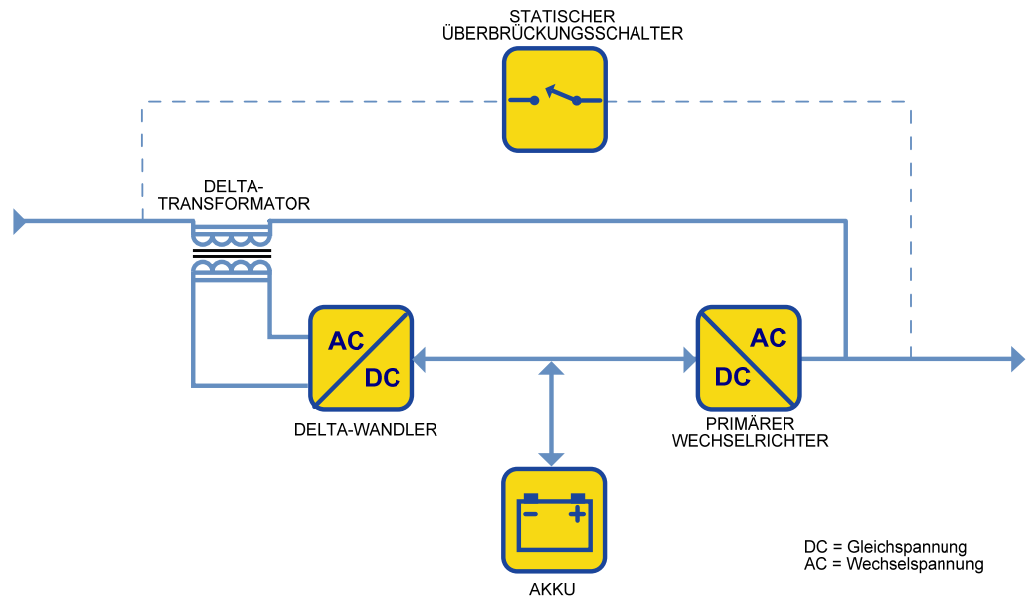 STATISCHER
ÜBERBRÜCKUNGSSCHALTER
DELTA-
TRANSFORMATOR
AC
DC
DELTA-WANDLER
AC
DC
PRIMÄRER
WECHSELRICHTER
- +
AKKU
DC = Gleichspannung
AC = Wechselspannung